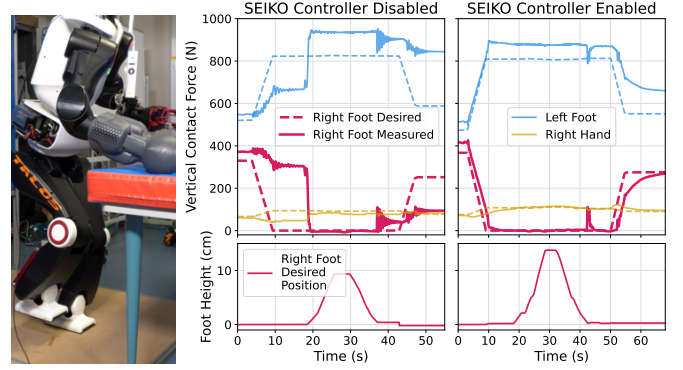 SEIKO Controller Disabled
SEIKO Controller Enabled
Vertical Contact Force (N)
1000
800
600
400
200
0
Right Foot Desired
Right Foot Measured
Left Foot
Right Hand
Foot Height (cm)
10
0
Right Foot
Desired
Position
0 10 20 30 40 50
0 10 20 30 40 50 60
Time (s)
Time (s)
TALOS